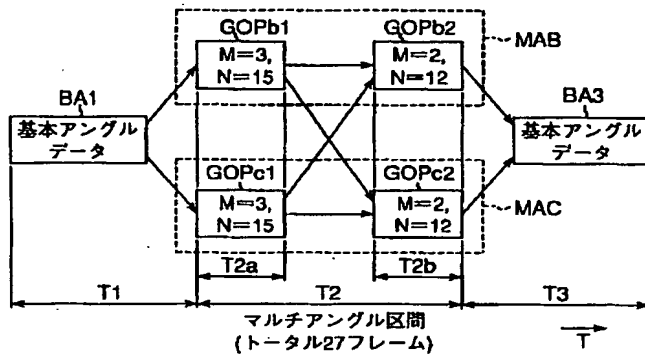 GOPb1
GOPb2
MAB
M=3,
N=15
M=2,
N=12
BA1
基本アングル
データ
BA3
基本アングル
データ
GOPc1
GOPc2
M=3,
N=15
M=2,
N=12
MAC
T2a
T2b
T1
T2
T3
マルチアングル区間
(トータル27フレーム)
T